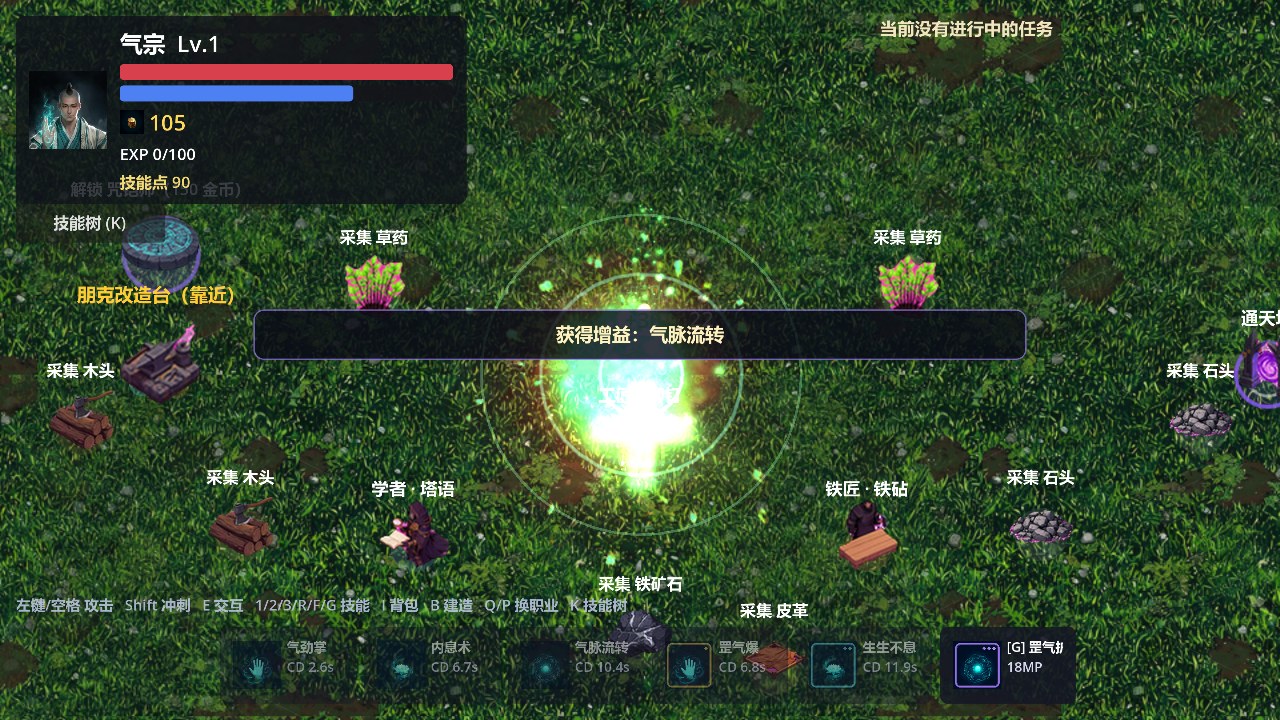 气宗 Lv.1
当前没有进行中的任务
105
EXP 0/100
技能点 90
技能树 (K)
采集 草药
采集 草药
朋克改造台（靠近）
通天
获得增益：气脉流转
采集 木头
采集 石头
采集 木头
学者 · 塔语
铁匠 · 铁砧
采集 石头
采集 铁矿石
采集 皮革
左键/空格 攻击 Shift 冲刺 E 交互 1/2/3/R/F/G 技能 I 背包 · B 建造 Q/P 换职业 K 技能树
气劲掌
CD 2.6s
内息术
CD 6.7s
气脉流转
CD 10.4s
罡气爆
CD 6.8s
生生不息
CD 11.9s
[G] 罡气
18MP